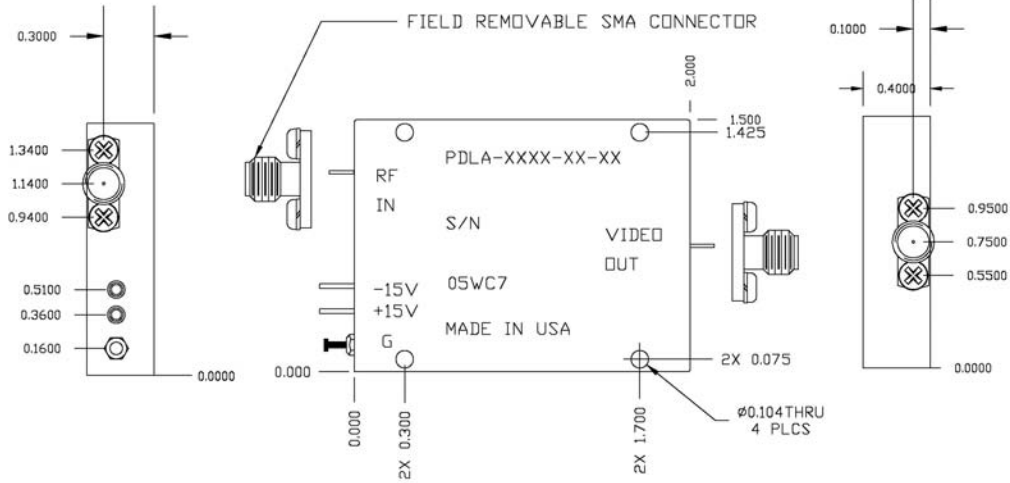 FIELD REMOVABLE SMA CONNECTOR
0.3000
1.3400
1.1400
0.9400
0.5100
0.3600
0.1600
0.0000
2.000
1.500
1.425
PDLA-XXXX-XX-XX
RF
IN
S/N
VIDEO
OUT
-15V
05WC7
+15V
MADE IN USA
G
0.000
2X 0.075
0.000
2X 0.300
2X 1.700
ø0.104THRU
4 PLCS
0.1000
0.4000
0.9500
0.7500
0.5500
0.0000